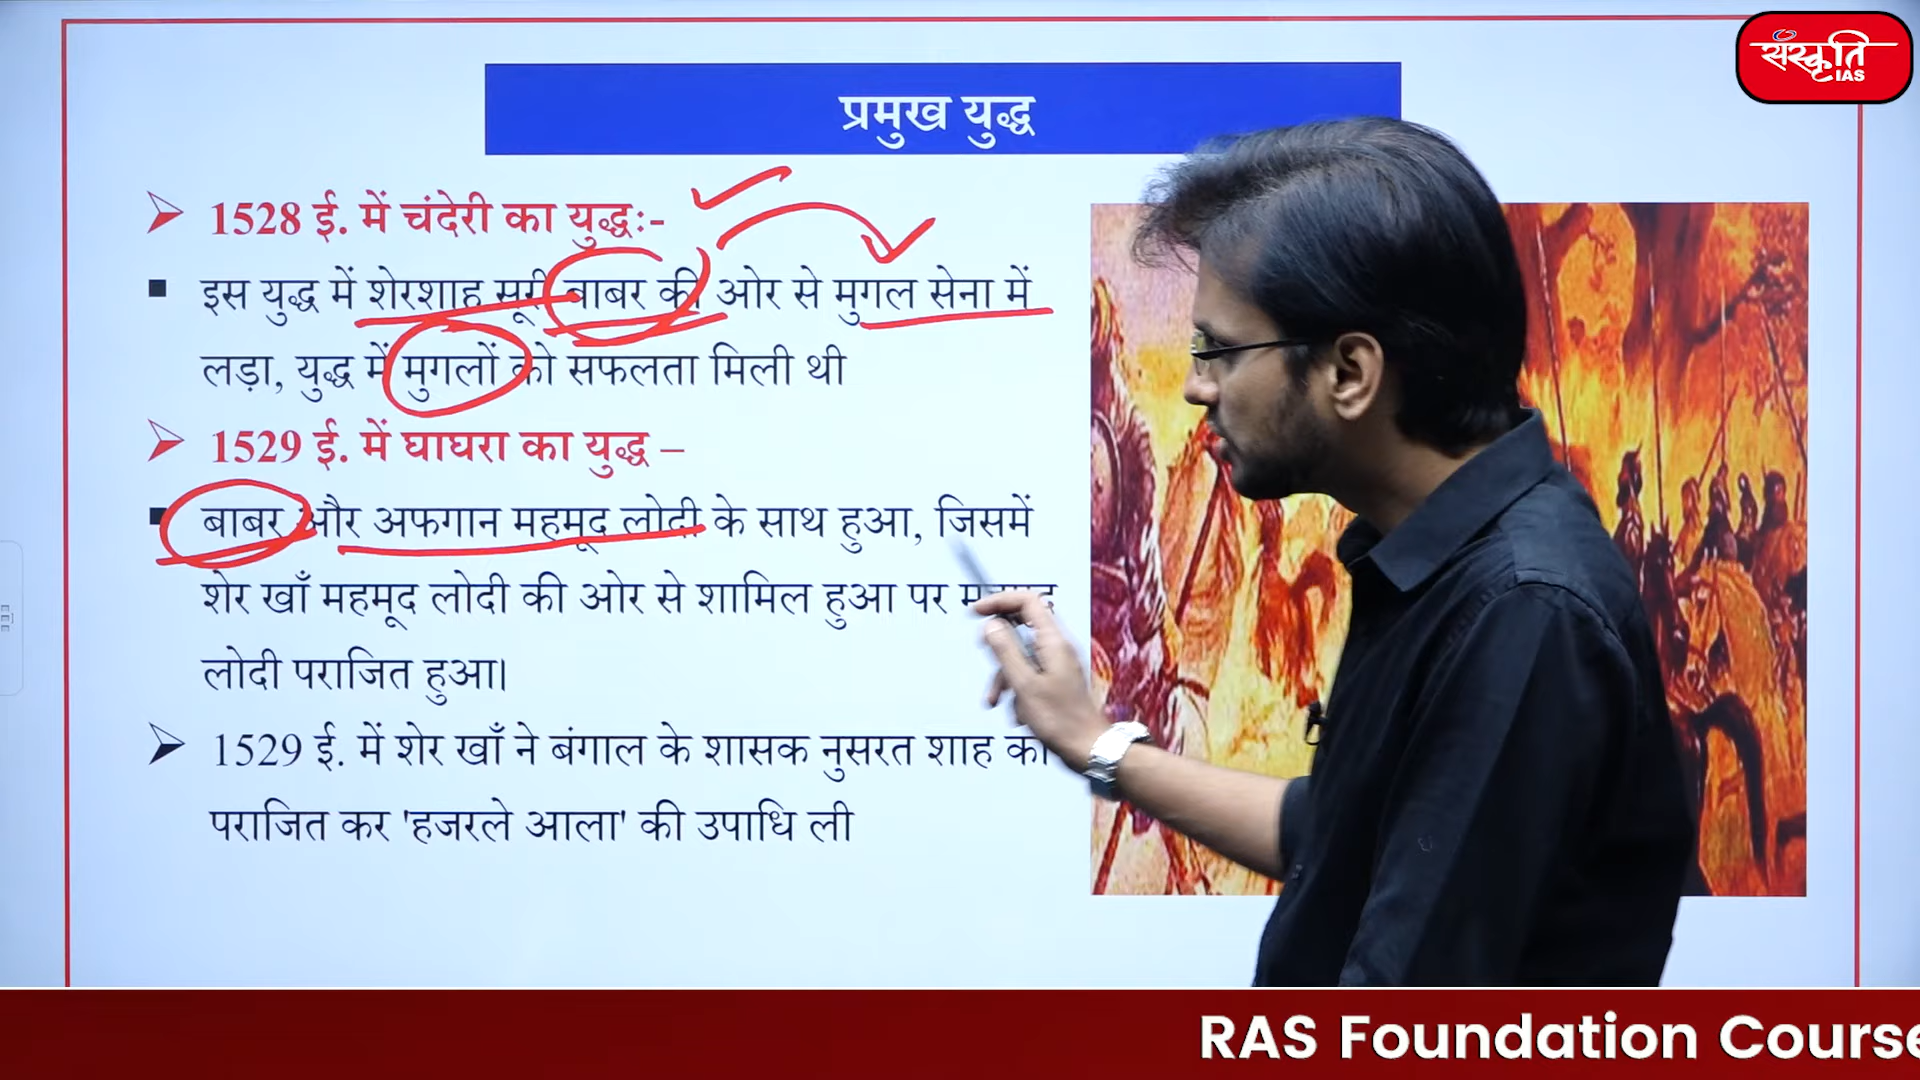 संस्कृति
IAS
प्रमुख युद्ध
1528 ई. में चंदेरी का युद्धः-
इस युद्ध में शेरशाह सूरी बाबर की ओर से मुगल सेना में
लड़ा, युद्ध में मुगलों को सफलता मिली थी
1529 ई. में घाघरा का युद्ध –
बाबर और अफगान महमूद लोदी के साथ हुआ, जिसमें
शेर खाँ महमूद लोदी की ओर से शामिल हुआ पर
लोदी पराजित हुआ।
1529 ई. में शेर खाँ ने बंगाल के शासक नुसरत शाह को
पराजित कर 'हजरले आला' की उपाधि ली
RAS Foundation Course